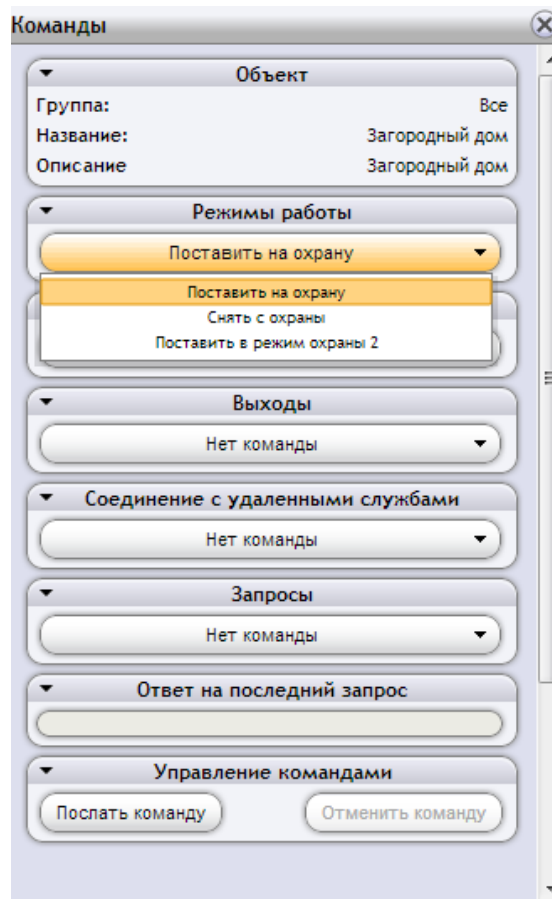 Команды
Объект
Группа: Все
Название: Загородный дом
Описание Загородный дом
Режимы работы
Поставить на охрану
Поставить на охрану
Снять с охраны
Поставить в режим охраны 2
Выходы
Нет команды
Соединение с удаленными службами
Нет команды
Запросы
Нет команды
Ответ на последний запрос
Управление командами
Послать команду Отменить команду